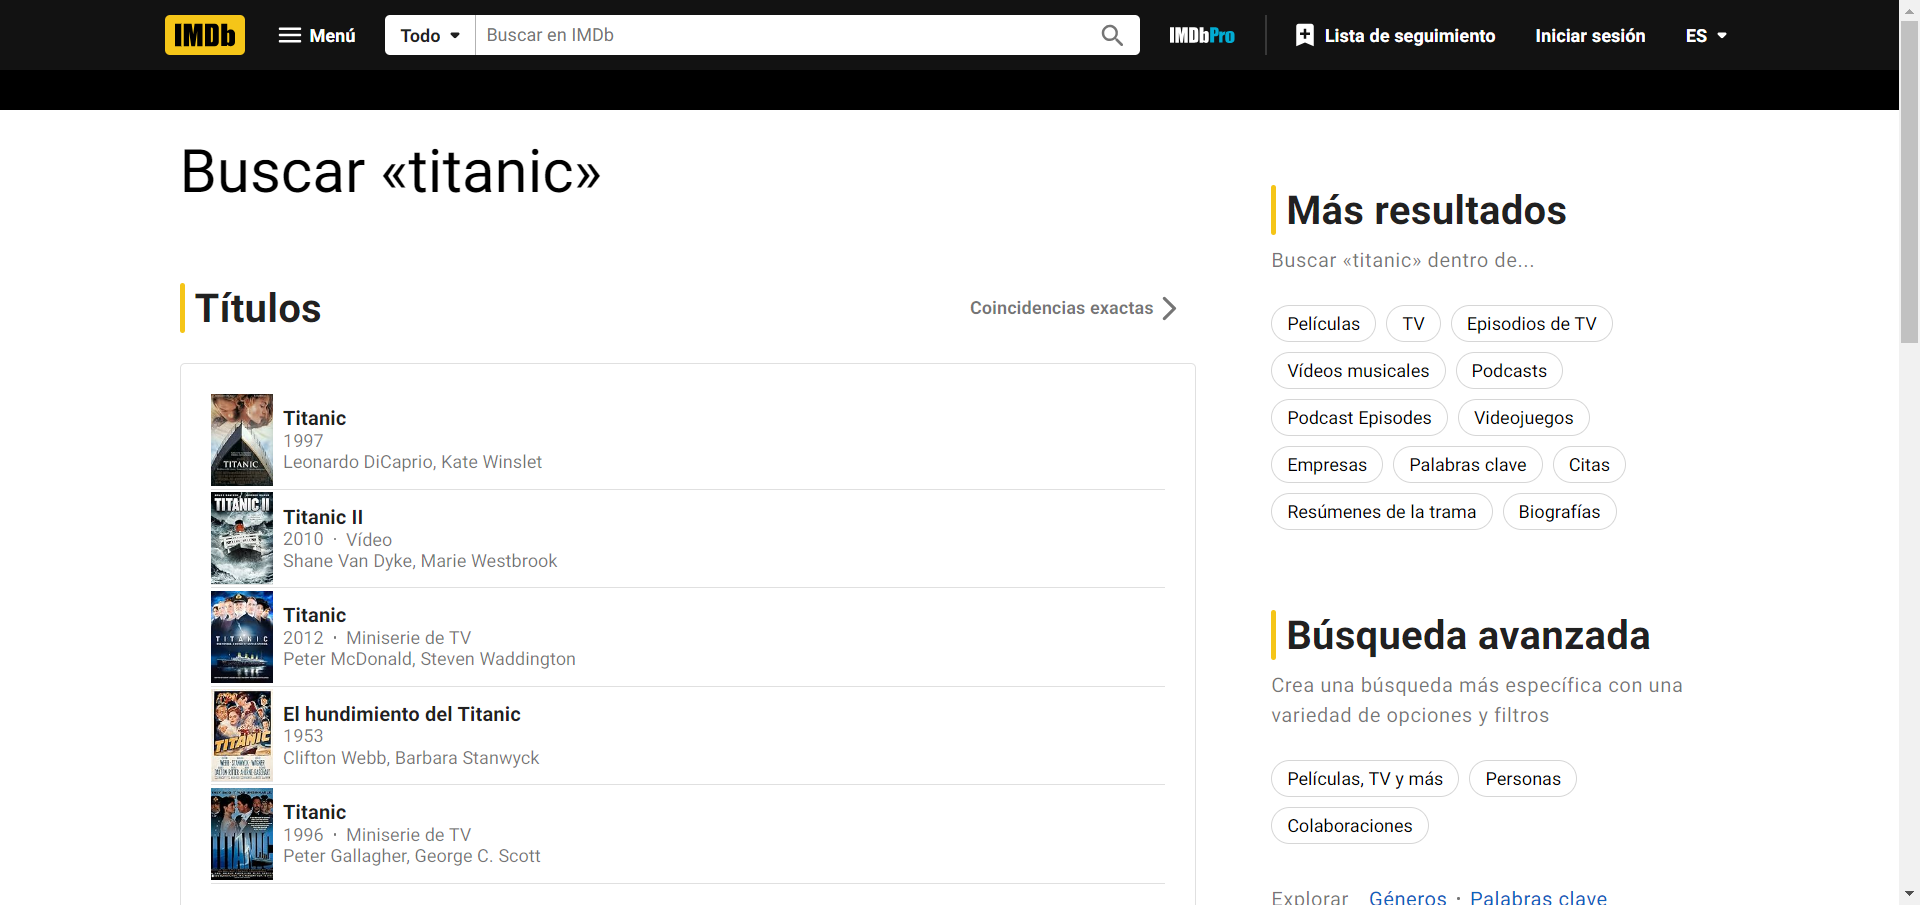 IMDb Menú Todo Buscar en IMDb IMDbPro Lista de seguimiento Iniciar sesión ES
Buscar «titanic»
Títulos
Coincidencias exactas
TITANIC
Titanic
1997
Leonardo DiCaprio, Kate Winslet
TITANIC II
Titanic II
2010 · Vídeo
Shane Van Dyke, Marie Westbrook
TITANIC
Titanic
2012 · Miniserie de TV
Peter McDonald, Steven Waddington
TITANIC
El hundimiento del Titanic
1953
Clifton Webb, Barbara Stanwyck
TITANIC
Titanic
1996 · Miniserie de TV
Peter Gallagher, George C. Scott
Más resultados
Buscar «titanic» dentro de...
Películas TV Episodios de TV
Vídeos musicales Podcasts
Podcast Episodes Videojuegos
Empresas Palabras clave Citas
Resúmenes de la trama Biografías
Búsqueda avanzada
Crea una búsqueda más específica con una
variedad de opciones y filtros
Películas, TV y más Personas
Colaboraciones
Explorar Géneros · Palabras clave